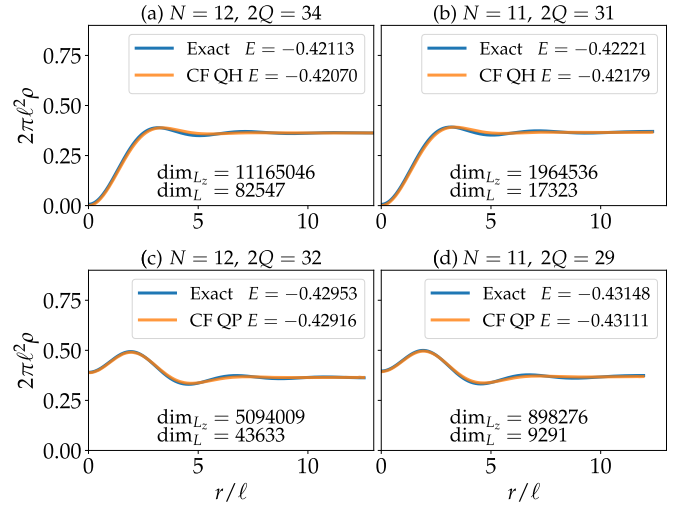 (a) N = 12, 2Q = 34
Exact E = −0.42113
CF QH E = −0.42070
dim_{L_z} = 11165046
dim_L = 82547
0.75
0.50
0.25
0.00
2πℓ²ρ
0 5 10
(b) N = 11, 2Q = 31
Exact E = −0.42221
CF QH E = −0.42179
dim_{L_z} = 1964536
dim_L = 17323
0 5 10
(c) N = 12, 2Q = 32
Exact E = −0.42953
CF QP E = −0.42916
dim_{L_z} = 5094009
dim_L = 43633
0.75
0.50
0.25
0.00
2πℓ²ρ
0 5 10
r/ℓ
(d) N = 11, 2Q = 29
Exact E = −0.43148
CF QP E = −0.43111
dim_{L_z} = 898276
dim_L = 9291
0 5 10
r/ℓ